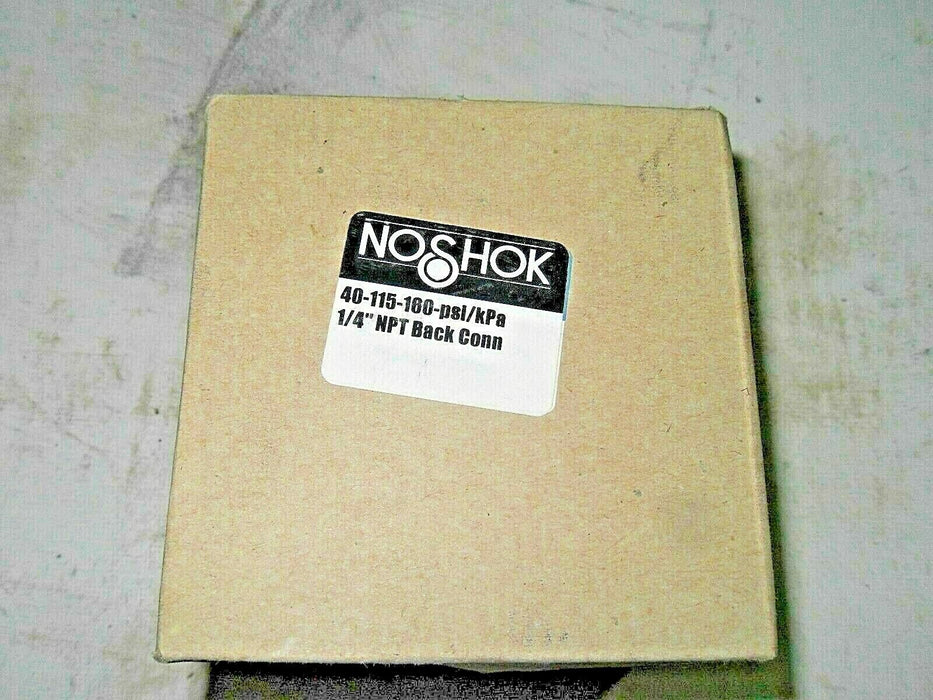 NOSHOK
40-115-160-psi/kPa
1/4" NPT Back Conn